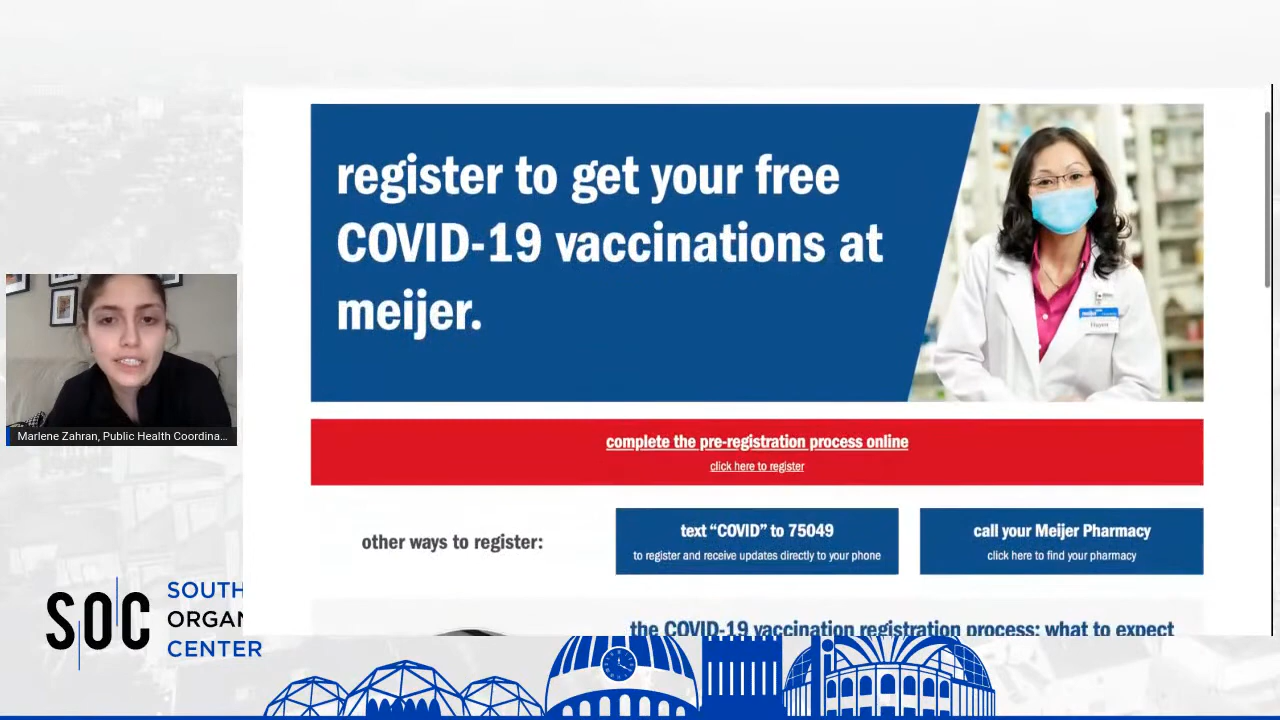 register to get your free
COVID-19 vaccinations at
meijer.
complete the pre-registration process online
click here to register
other ways to register:
text “COVID” to 75049
to register and receive updates directly to your phone
call your Meijer Pharmacy
click here to find your pharmacy
the COVID-19 vaccination registration process: what to expect
Marlene Zahran, Public Health Coordina...
SOC
SOUTH
ORGAN
CENTER
meijer